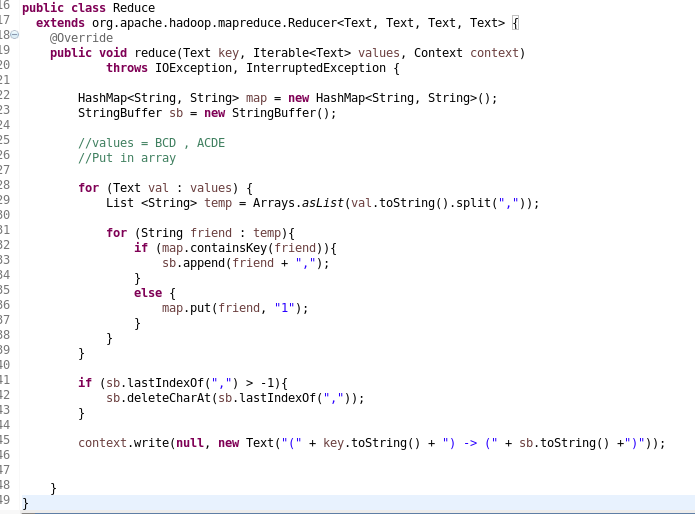 16 public class Reduce
17   extends org.apache.hadoop.mapreduce.Reducer<Text, Text, Text, Text> {
18     @Override
19     public void reduce(Text key, Iterable<Text> values, Context context)
20             throws IOException, InterruptedException {
21
22         HashMap<String, String> map = new HashMap<String, String>();
23         StringBuffer sb = new StringBuffer();
24
25         //values = BCD , ACDE
26         //Put in array
27
28         for (Text val : values) {
29             List <String> temp = Arrays.asList(val.toString().split(","));
30
31             for (String friend : temp){
32                 if (map.containsKey(friend)){
33                     sb.append(friend + ",");
34                 }
35                 else {
36                     map.put(friend, "1");
37                 }
38             }
39         }
40
41         if (sb.lastIndexOf(",") > -1){
42             sb.deleteCharAt(sb.lastIndexOf(","));
43         }
44
45         context.write(null, new Text("(" + key.toString() + ") -> (" + sb.toString() +")"));
46
47
48     }
49 }